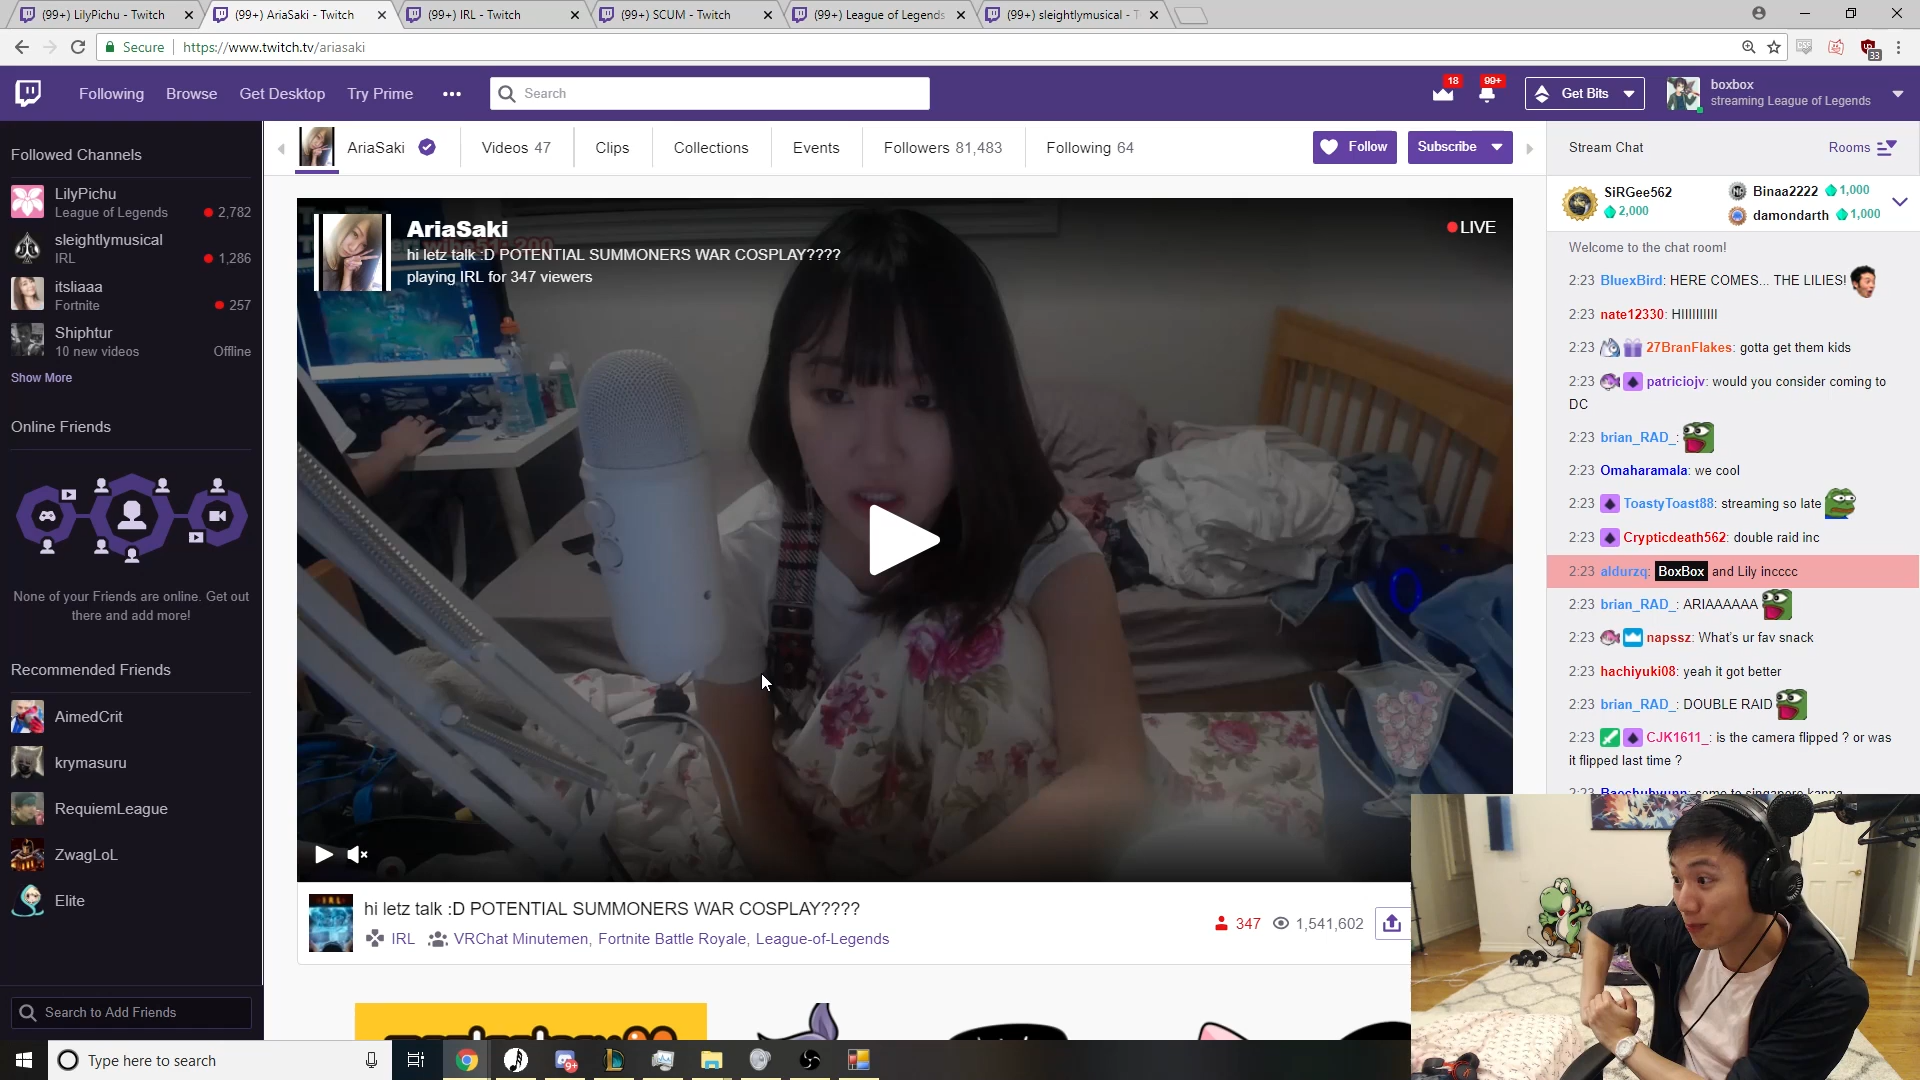 (99+) LilyPichu - Twitch
(99+) AriaSaki - Twitch
(99+) IRL - Twitch
(99+) SCUM - Twitch
(99+) League of Legends
(99+) sleightlymusical - T
Secure
https://www.twitch.tv/ariasaki
33
Following
Browse
Get Desktop
Try Prime
Search
18
99+
Get Bits
boxbox
streaming League of Legends
Followed Channels
LilyPichu
League of Legends
2,782
sleightlymusical
IRL
1,286
itsliaaa
Fortnite
257
Shiphtur
10 new videos
Offline
Show More
Online Friends
None of your Friends are online. Get out
there and add more!
Recommended Friends
AimedCrit
krymasuru
RequiemLeague
ZwagLoL
Elite
Search to Add Friends
AriaSaki
Videos 47
Clips
Collections
Events
Followers 81,483
Following 64
Follow
Subscribe
AriaSaki
hi letz talk :D POTENTIAL SUMMONERS WAR COSPLAY????
playing IRL for 347 viewers
LIVE
hi letz talk :D POTENTIAL SUMMONERS WAR COSPLAY????
IRL
VRChat Minutemen, Fortnite Battle Royale, League-of-Legends
347
1,541,602
Stream Chat
Rooms
SiRGee562
2,000
Binaa2222 1,000
damondarth 1,000
Welcome to the chat room!
2:23 BluexBird: HERE COMES... THE LILIES!
2:23 nate12330: HIIIIIIIIII
2:23 27BranFlakes: gotta get them kids
2:23 patriciojv: would you consider coming to
DC
2:23 brian_RAD_:
2:23 Omaharamala: we cool
2:23 ToastyToast88: streaming so late
2:23 Crypticdeath562: double raid inc
2:23 aldurzq: BoxBox and Lily incccc
2:23 brian_RAD_: ARIAAAAAA
2:23 napssz: What's ur fav snack
2:23 hachiyuki08: yeah it got better
2:23 brian_RAD_: DOUBLE RAID
2:23 CJK1611_: is the camera flipped ? or was
it flipped last time ?
Type here to search